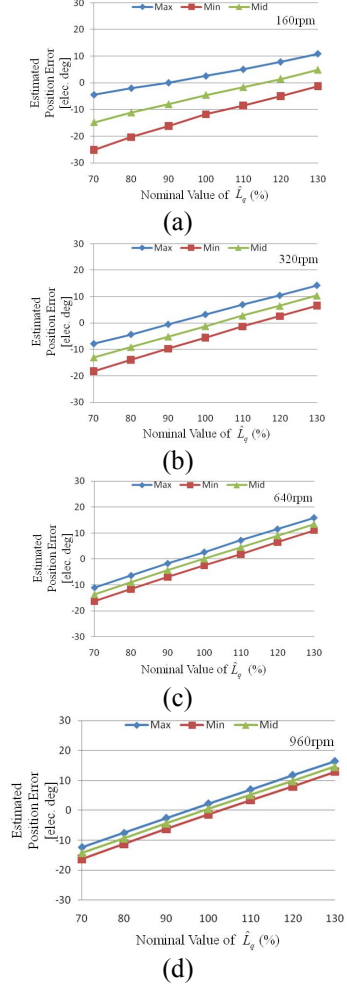 30
Max Min Mid
160rpm
20
10
0
-10
-20
-30
Estimated
Position Error
[elec. deg]
70 80 90 100 110 120 130
Nominal Value of L̂q (%)
(a)
30
Max Min Mid
320rpm
20
10
0
-10
-20
-30
Estimated
Position Error
[elec. deg]
70 80 90 100 110 120 130
Nominal Value of L̂q (%)
(b)
30
Max Min Mid
640rpm
20
10
0
-10
-20
-30
Estimated
Position Error
[elec. deg]
70 80 90 100 110 120 130
Nominal Value of L̂q (%)
(c)
30
Max Min Mid
960rpm
20
10
0
-10
-20
-30
Estimated
Position Error
[elec. deg]
70 80 90 100 110 120 130
Nominal Value of L̂q (%)
(d)